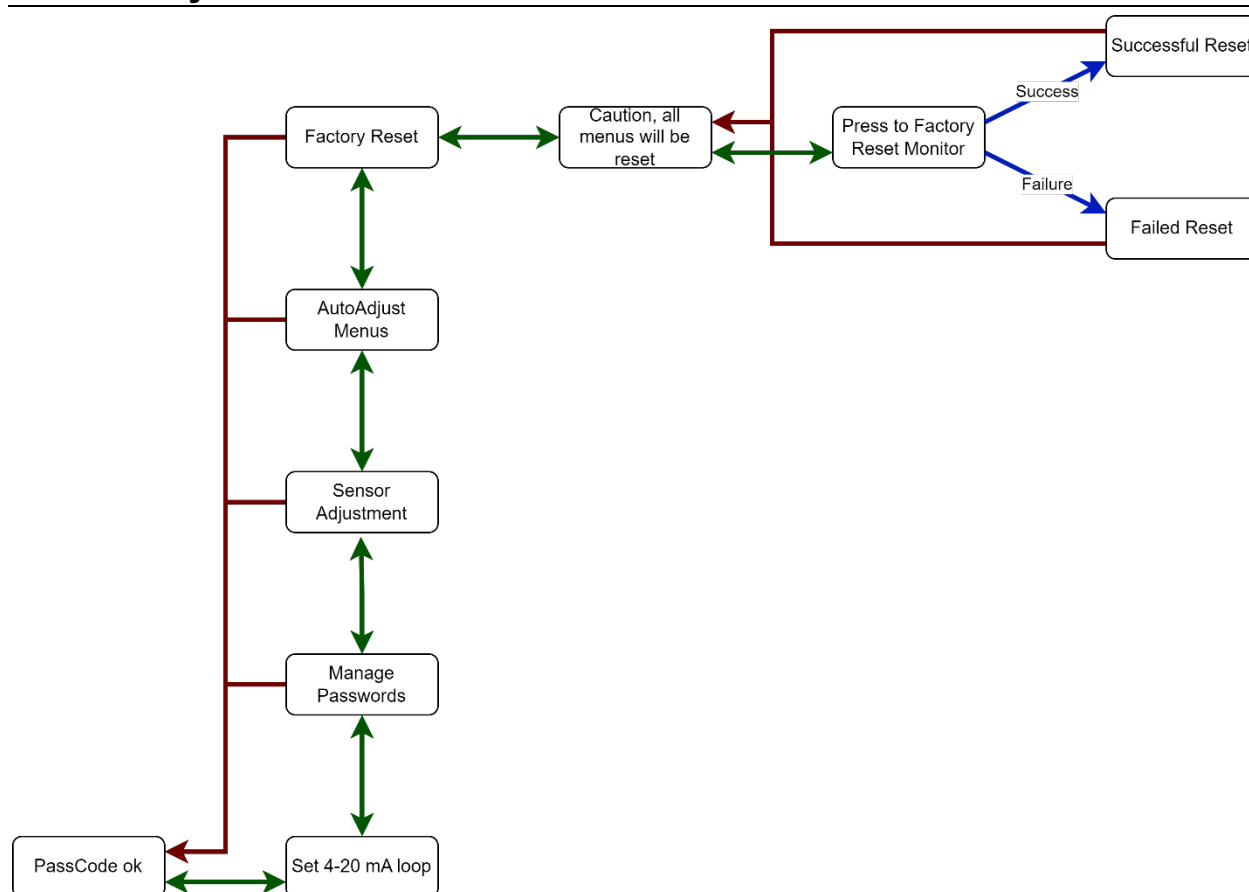 Successful Reset
Success
Factory Reset
Caution, all
menus will be
reset
Press to Factory
Reset Monitor
Failure
Failed Reset
AutoAdjust
Menus
Sensor
Adjustment
Manage
Passwords
PassCode ok
Set 4-20 mA loop